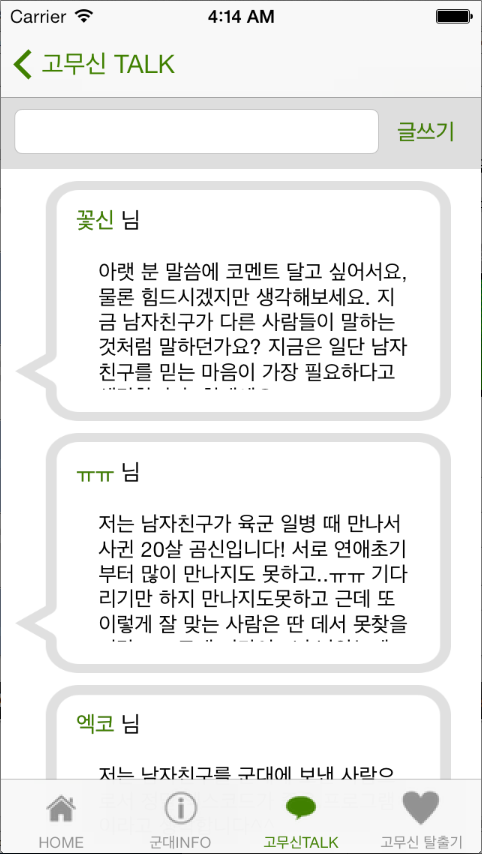 Carrier 4:14 AM
고무신 TALK
글쓰기
꽃신 님
아랫 분 말씀에 코멘트 달고 싶어서요,
물론 힘드시겠지만 생각해보세요. 지
금 남자친구가 다른 사람들이 말하는
것처럼 말하던가요? 지금은 일단 남자
친구를 믿는 마음이 가장 필요하다고
ㅠㅠ 님
저는 남자친구가 육군 일병 때 만나서
사귄 20살 곰신입니다! 서로 연애초기
부터 많이 만나지도 못하고..ㅠㅠ 기다
리기만 하지 만나지도못하고 근데 또
이렇게 잘 맞는 사람은 딴 데서 못찾을
엑코 님
저는 남자친구를 군대에 보낸 사람으
HOME 군대INFO 고무신TALK 고무신 탈출기